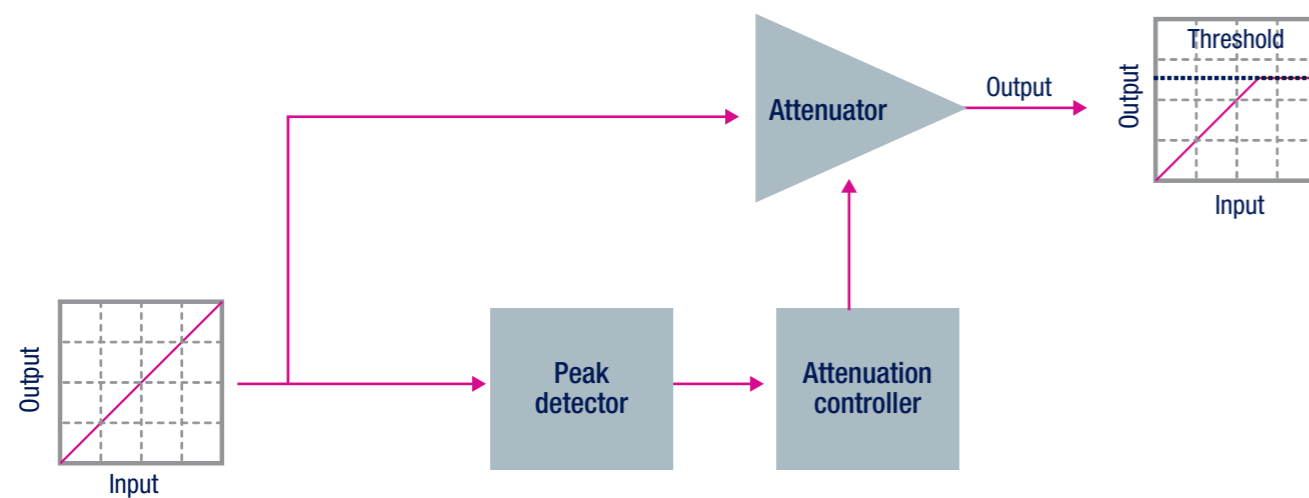 Threshold
Output
Input
Attenuator
Output
Output
Input
Peak
detector
Attenuation
controller